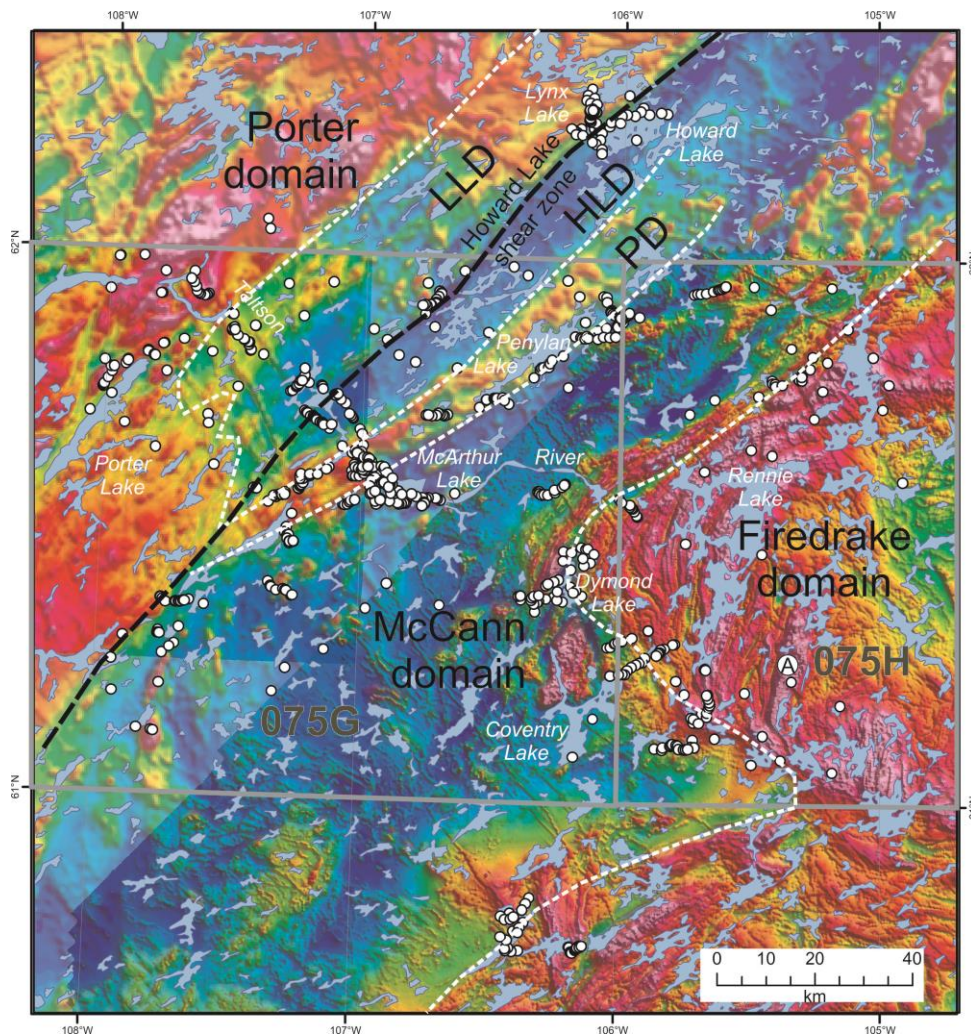 108°W
107°W
106°W
105°W
Lynx
Lake
Porter
domain
Howard
Lake
LLD
Howard Lake
shear zone
HLD
PD
62°N
Taltson
Penylan
Lake
McArthur
Lake
River
Porter
Lake
Rennie
Lake
Firedrake
domain
Dymond
Lake
McCann
domain
A
075H
075G
Coventry
Lake
61°N
0 10 20 40
km
108°W
107°W
106°W
105°W